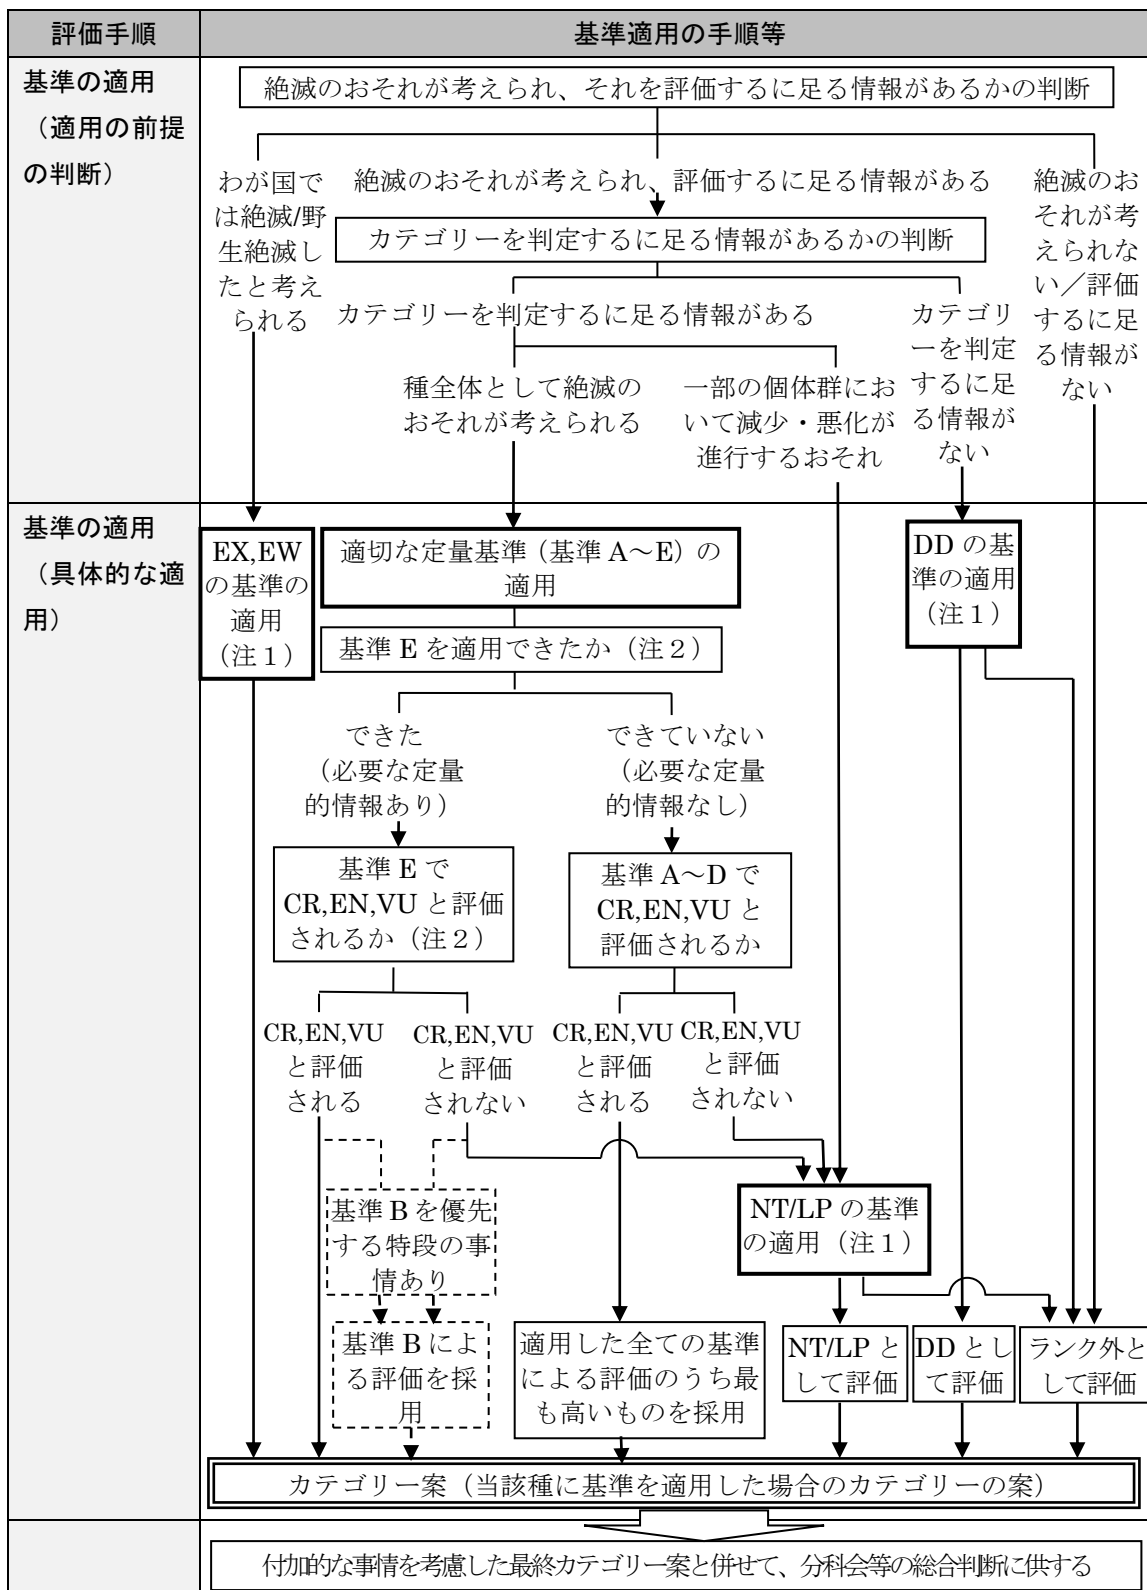 評価手順
基準適用の手順等
基準の適用
（適用の前提
の判断）
絶滅のおそれが考えられ、それを評価するに足る情報があるかの判断
わが国で
は絶滅/野
生絶滅し
たと考え
られる
絶滅のおそれが考えられ、評価するに足る情報がある
絶滅のお
それが考
えられな
い／評価
するに足
る情報が
ない
カテゴリーを判定するに足る情報があるかの判断
カテゴリーを判定するに足る情報がある
カテゴリ
ーを判定
するに足
る情報が
ない
種全体として絶滅の
おそれが考えられる
一部の個体群にお
いて減少・悪化が
進行するおそれ
基準の適用
（具体的な適
用）
EX,EW
の基準の
適用
（注１）
適切な定量基準（基準 A～E）の
適用
DD の基
準の適用
（注１）
基準 E を適用できたか（注２）
できた
（必要な定量
的情報あり）
できていない
（必要な定量
的情報なし）
基準 E で
CR,EN,VU と評価
されるか（注２）
基準 A～D で
CR,EN,VU と
評価されるか
CR,EN,VU
と評価
される
CR,EN,VU
と評価
されない
CR,EN,VU
と評価
される
CR,EN,VU
と評価
されない
基準 B を優先
する特段の事
情あり
NT/LP の基準
の適用（注１）
基準 B によ
る評価を採
用
適用した全ての基準
による評価のうち最
も高いものを採用
NT/LP と
して評価
DD とし
て評価
ランク外と
して評価
カテゴリー案（当該種に基準を適用した場合のカテゴリーの案）
付加的な事情を考慮した最終カテゴリー案と併せて、分科会等の総合判断に供する